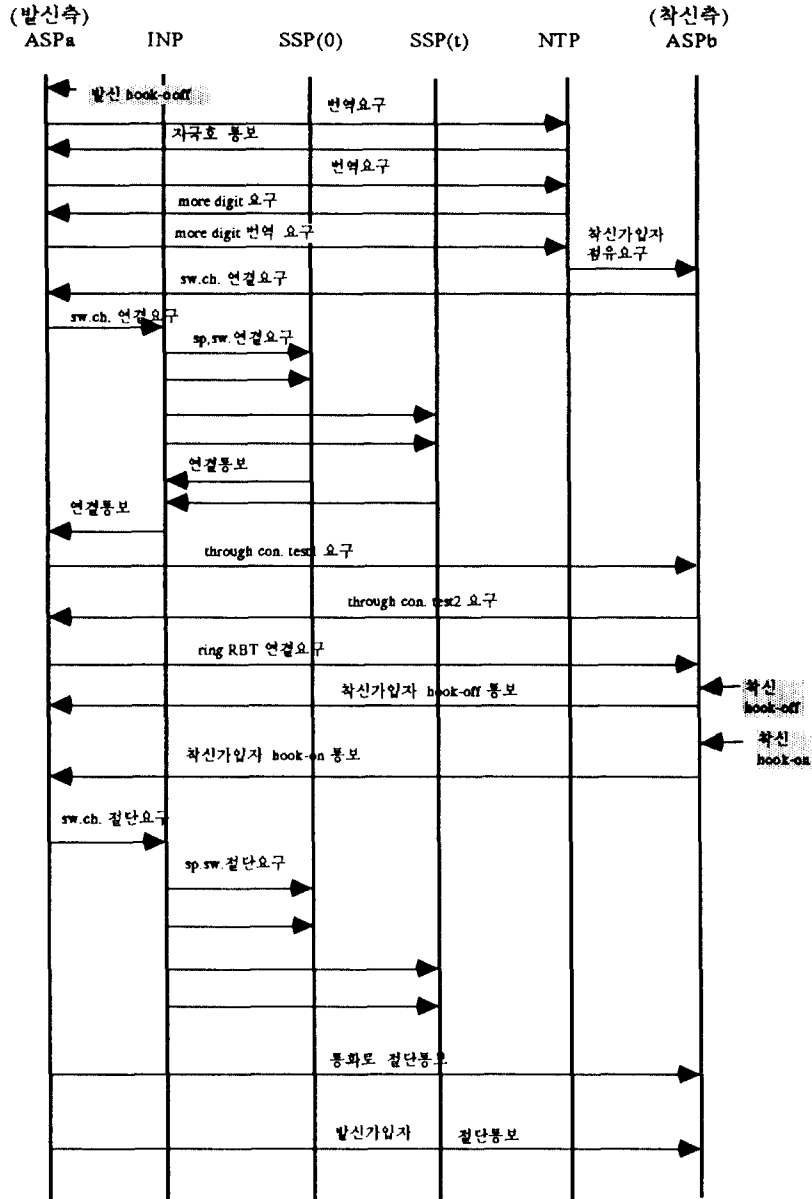 (발신측) (착신측)
ASPa INP SSP(0) SSP(t) NTP ASPb
발신 hook-ooff
번역요구
자국호 통보
번역요구
more digit 요구
more digit 번역 요구
착신가입자
점유요구
sw.ch. 연결요구
sw.ch. 연결요구
sp,sw.연결요구
연결통보
연결통보
through con. test1 요구
through con. test2 요구
ring RBT 연결요구
착신가입자 hook-off 통보
착신
hook-off
착신
hook-on
착신가입자 hook-on 통보
sw.ch. 절단요구
sp.sw.절단요구
통화로 절단통보
발신가입자 절단통보